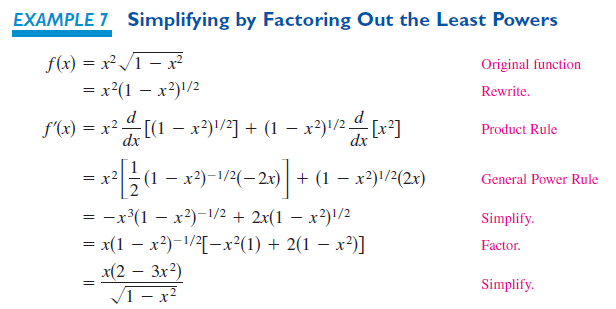 EXAMPLE 7 Simplifying by Factoring Out the Least Powers
f(x) = x²√(1 − x²) Original function
= x²(1 − x²)^(1/2) Rewrite.
f′(x) = x² d/dx [(1 − x²)^(1/2)] + (1 − x²)^(1/2) d/dx [x²] Product Rule
= x²[1/2 (1 − x²)^(−1/2)(−2x)] + (1 − x²)^(1/2)(2x) General Power Rule
= −x³(1 − x²)^(−1/2) + 2x(1 − x²)^(1/2) Simplify.
= x(1 − x²)^(−1/2)[−x²(1) + 2(1 − x²)] Factor.
= x(2 − 3x²)/√(1 − x²) Simplify.